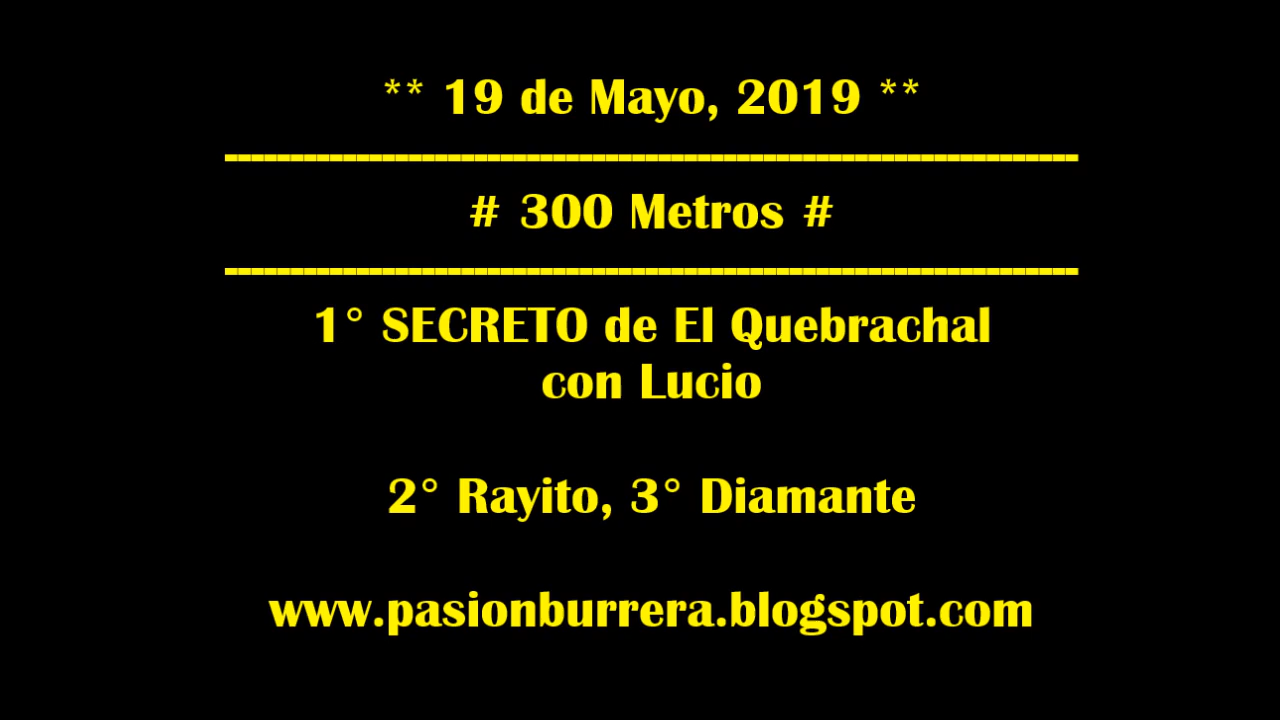 ** 19 de Mayo, 2019 **
-----------------------------------------------------------------
# 300 Metros #
-----------------------------------------------------------------
1° SECRETO de El Quebrachal
con Lucio
2° Rayito, 3° Diamante
www.pasionburrera.blogspot.com